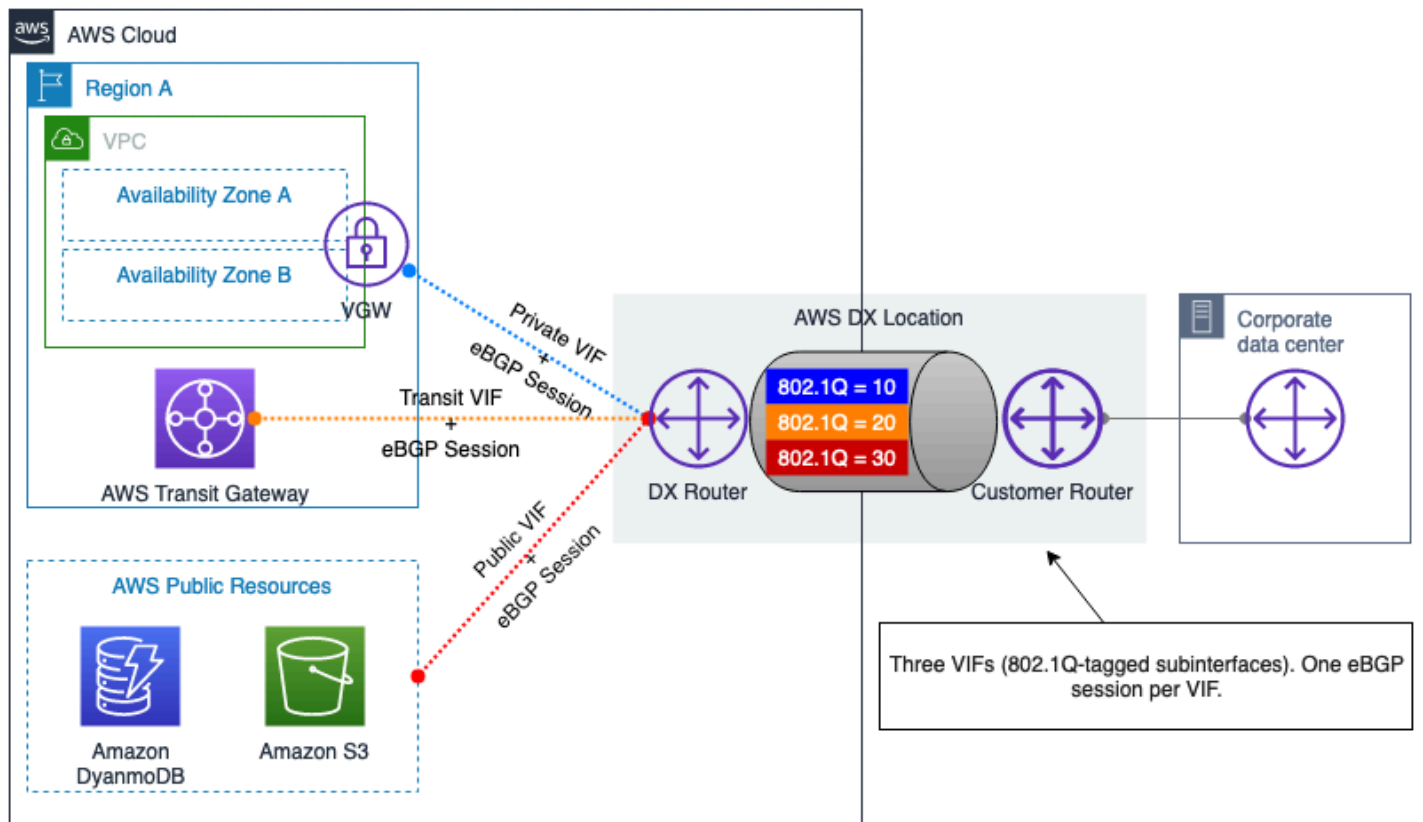 aws
AWS Cloud
Region A
VPC
Availability Zone A
Availability Zone B
VGW
Private VIF
+
eBGP Session
Transit VIF
+
eBGP Session
AWS Transit Gateway
Public VIF
+
eBGP Session
AWS DX Location
802.1Q = 10
802.1Q = 20
802.1Q = 30
DX Router
Customer Router
Corporate
data center
AWS Public Resources
Amazon
DyanmoDB
Amazon S3
Three VIFs (802.1Q-tagged subinterfaces). One eBGP
session per VIF.